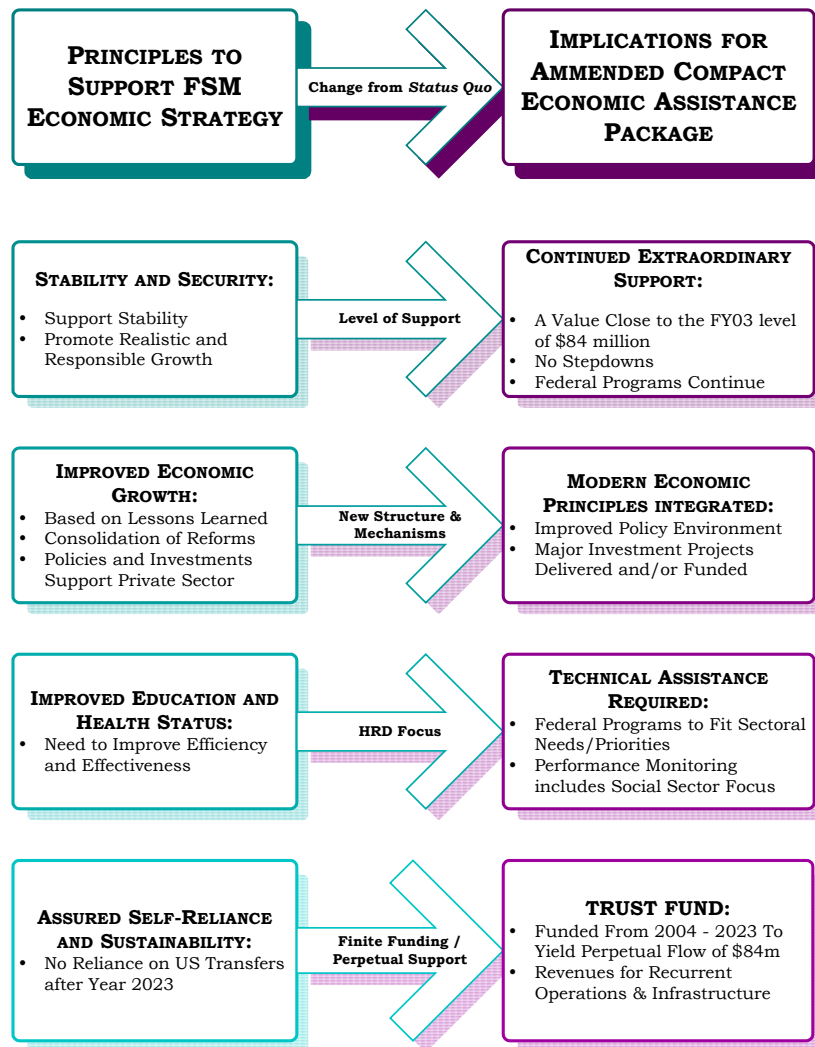 PRINCIPLES TO
SUPPORT FSM
ECONOMIC STRATEGY
Change from Status Quo
IMPLICATIONS FOR
AMMENDED COMPACT
ECONOMIC ASSISTANCE
PACKAGE
STABILITY AND SECURITY:
• Support Stability
• Promote Realistic and
Responsible Growth
Level of Support
CONTINUED EXTRAORDINARY
SUPPORT:
• A Value Close to the FY03 level
of $84 million
• No Stepdowns
• Federal Programs Continue
IMPROVED ECONOMIC
GROWTH:
• Based on Lessons Learned
• Consolidation of Reforms
• Policies and Investments
Support Private Sector
New Structure &
Mechanisms
MODERN ECONOMIC
PRINCIPLES INTEGRATED:
• Improved Policy Environment
• Major Investment Projects
Delivered and/or Funded
IMPROVED EDUCATION AND
HEALTH STATUS:
• Need to Improve Efficiency
and Effectiveness
HRD Focus
TECHNICAL ASSISTANCE
REQUIRED:
• Federal Programs to Fit Sectoral
Needs/Priorities
• Performance Monitoring
includes Social Sector Focus
ASSURED SELF-RELIANCE
AND SUSTAINABILITY:
• No Reliance on US Transfers
after Year 2023
Finite Funding /
Perpetual Support
TRUST FUND:
• Funded From 2004 - 2023 To
Yield Perpetual Flow of $84m
• Revenues for Recurrent
Operations & Infrastructure